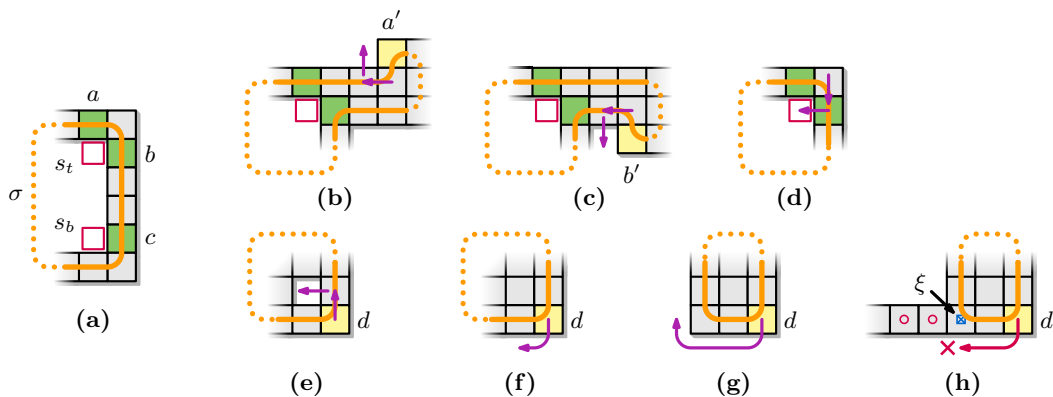 a′
a
b
s_t
σ
s_b
c
(a)
(b)
b′
(c)
(d)
d
(e)
d
(f)
d
(g)
ξ
d
(h)